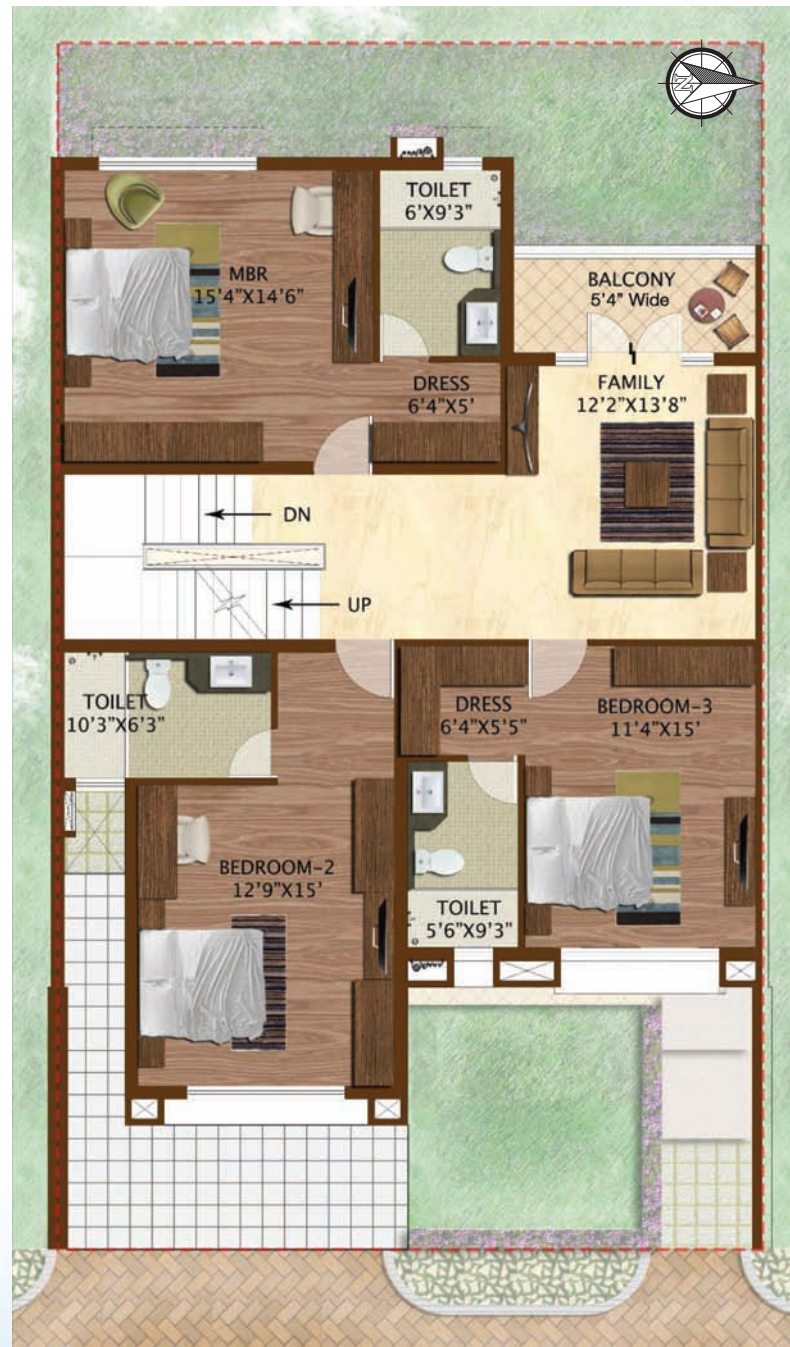 N
TOILET
6'X9'3"
MBR
15'4"X14'6"
BALCONY
5'4" Wide
DRESS
6'4"X5'
FAMILY
12'2"X13'8"
DN
UP
TOILET
10'3"X6'3"
DRESS
6'4"X5'5"
BEDROOM-3
11'4"X15'
BEDROOM-2
12'9"X15'
TOILET
5'6"X9'3"